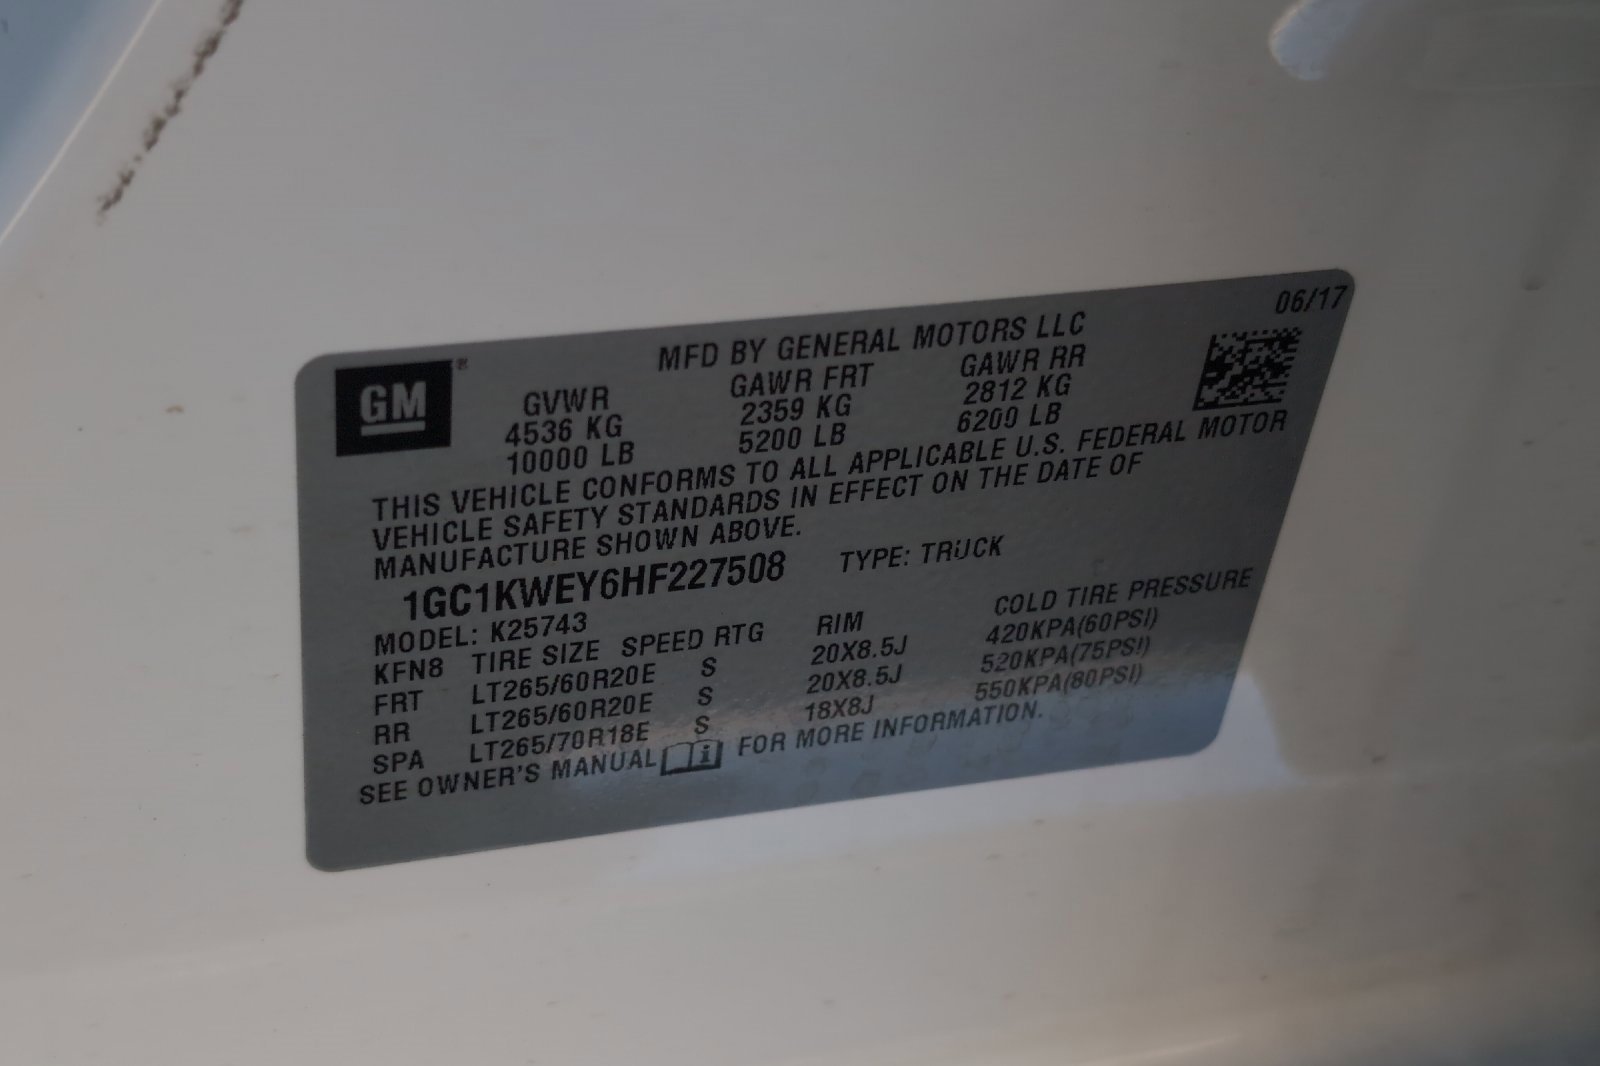 06/17
MFD BY GENERAL MOTORS LLC
GM®
GVWR GAWR FRT GAWR RR
4536 KG 2359 KG 2812 KG
10000 LB 5200 LB 6200 LB
THIS VEHICLE CONFORMS TO ALL APPLICABLE U.S. FEDERAL MOTOR
VEHICLE SAFETY STANDARDS IN EFFECT ON THE DATE OF
MANUFACTURE SHOWN ABOVE.
1GC1KWEY6HF227508 TYPE: TRUCK
MODEL: K25743
KFN8 TIRE SIZE SPEED RTG RIM COLD TIRE PRESSURE
FRT LT265/60R20E S 20X8.5J 420KPA(60PSI)
RR LT265/60R20E S 20X8.5J 520KPA(75PSI)
SPA LT265/70R18E S 18X8J 550KPA(80PSI)
SEE OWNER'S MANUAL i FOR MORE INFORMATION.